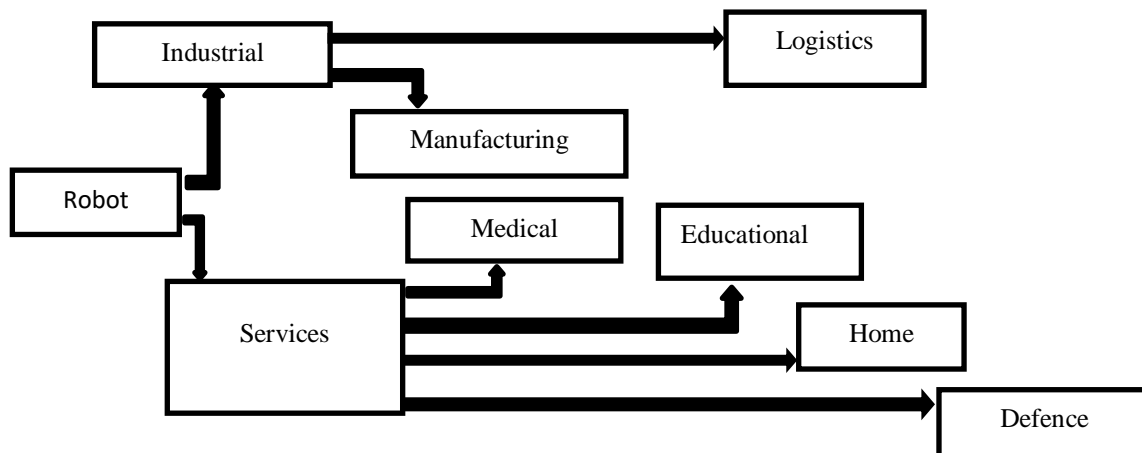 Logistics
Industrial
Manufacturing
Robot
Medical
Educational
Services
Home
Defence